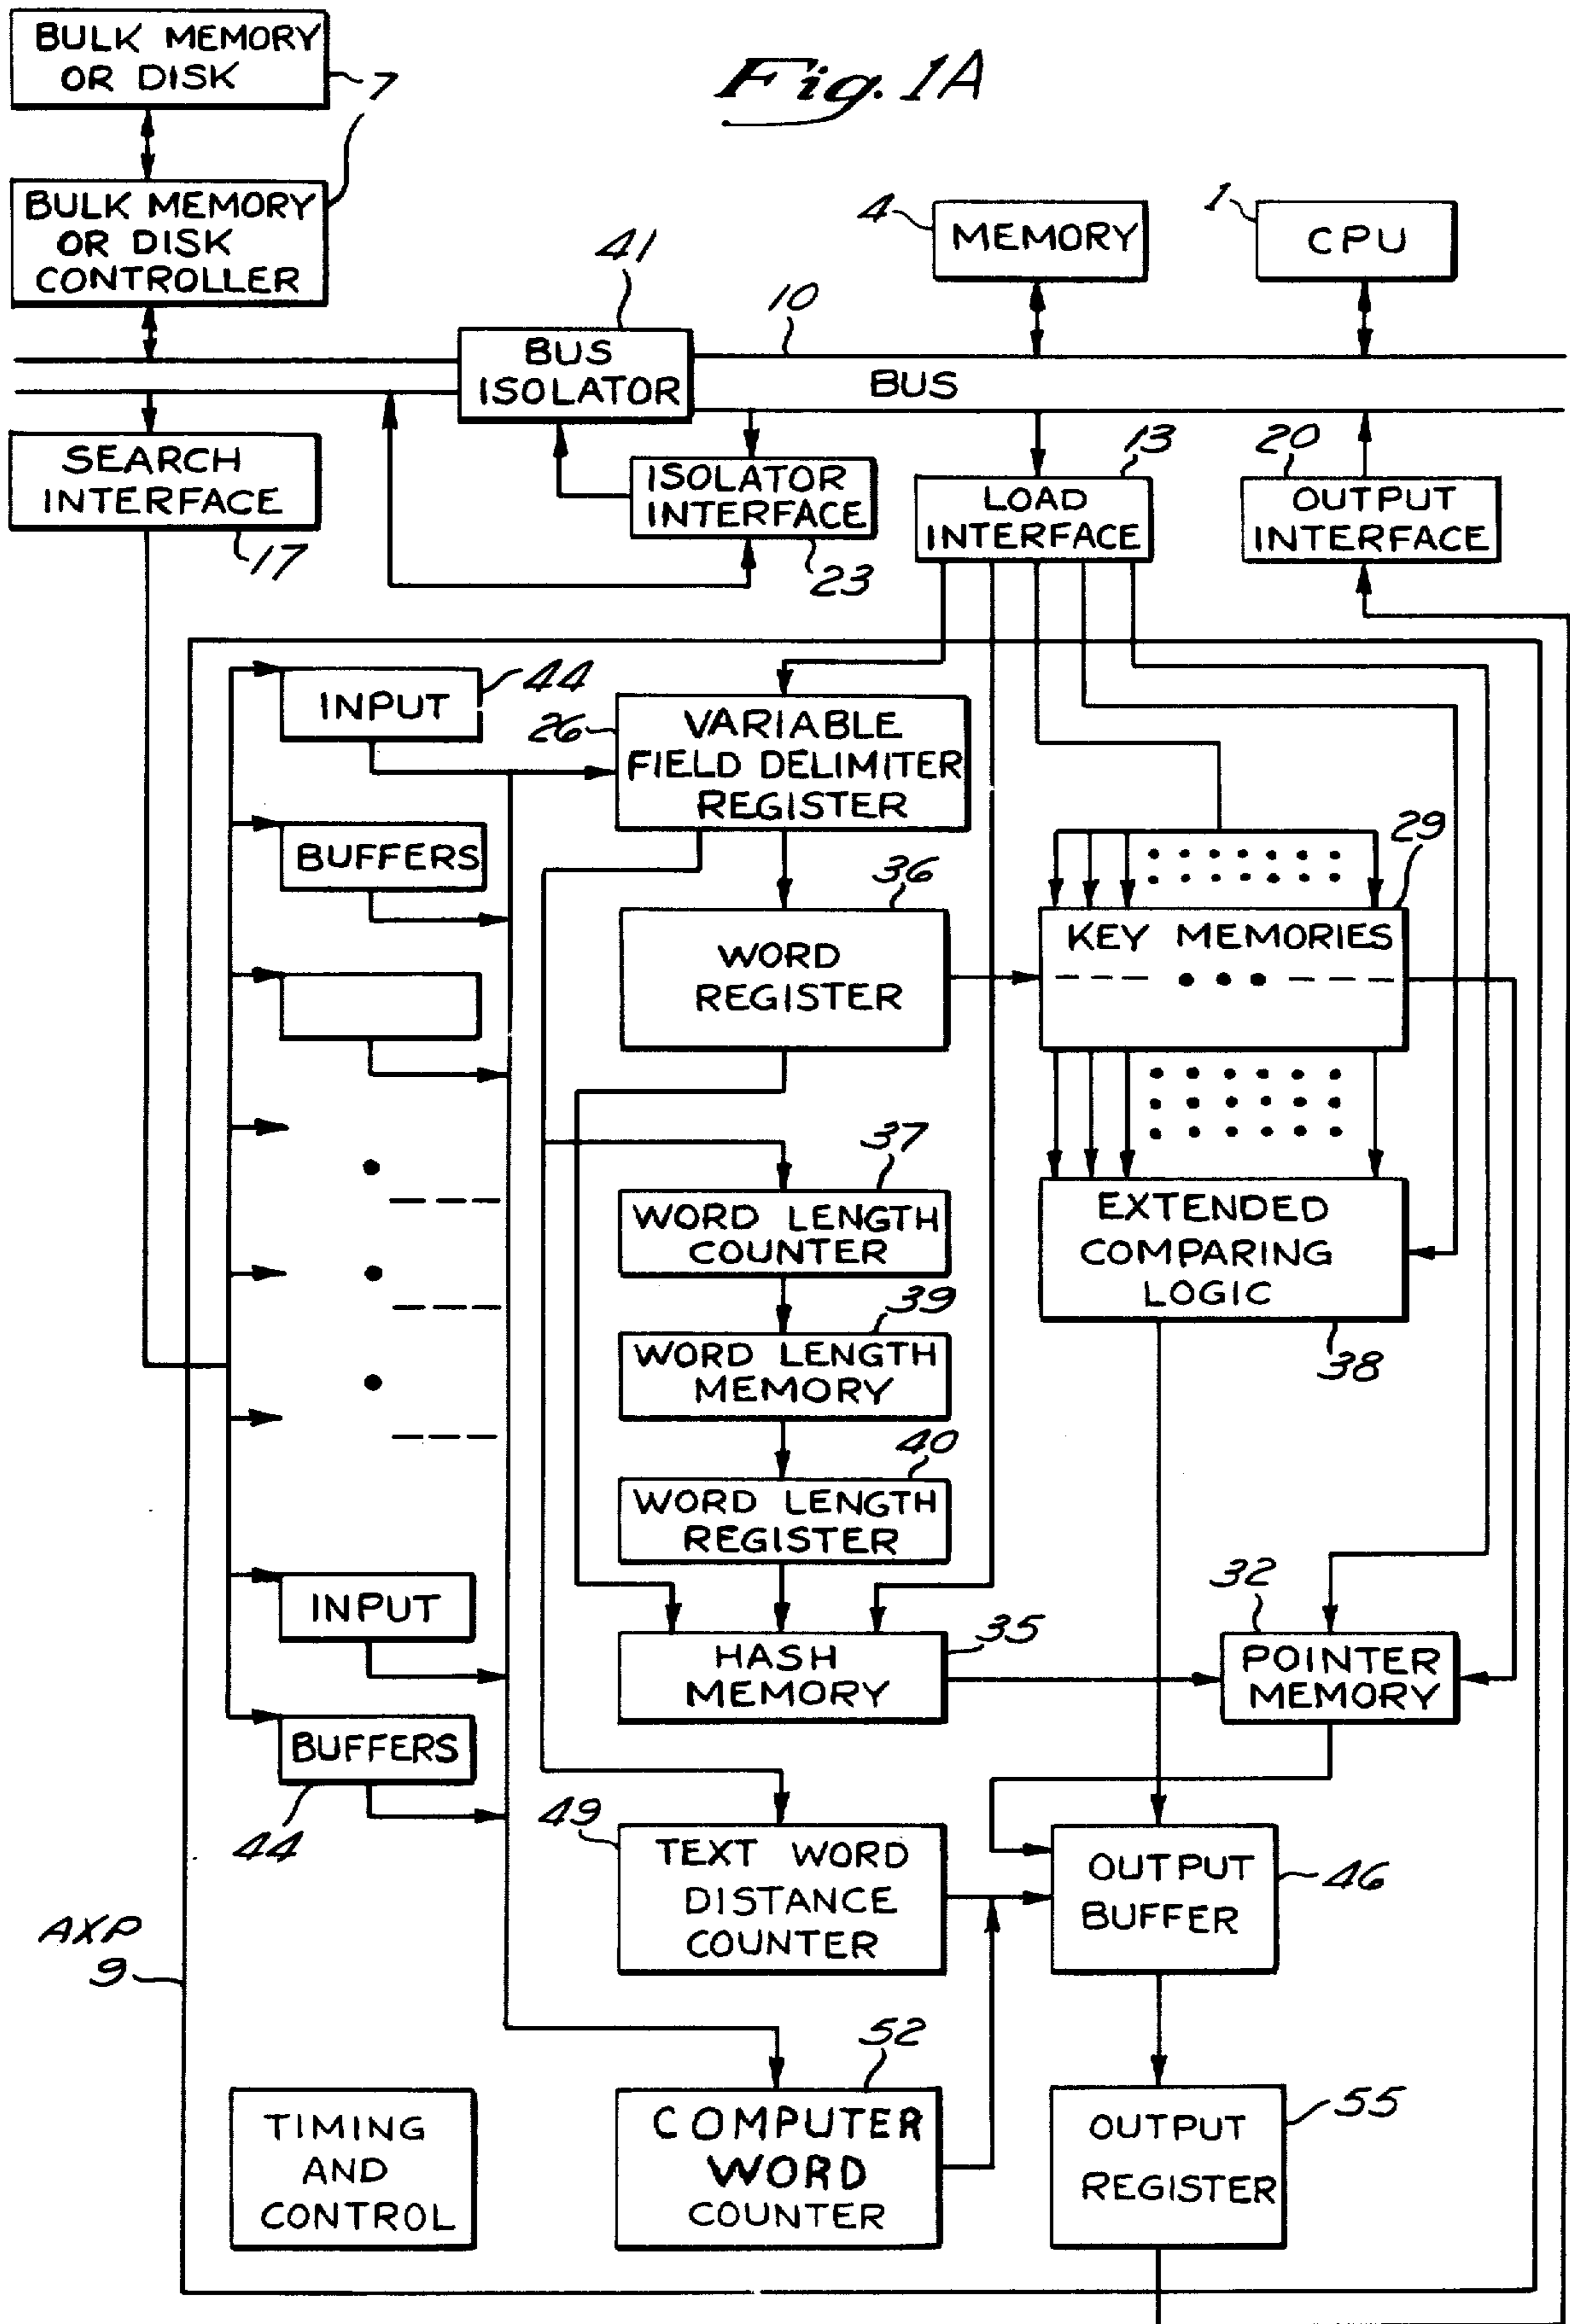 Fig. 1A
BULK MEMORY
OR DISK
7
BULK MEMORY
OR DISK
CONTROLLER
7
41
BUS
ISOLATOR
4
MEMORY
1
CPU
10
BUS
SEARCH
INTERFACE
17
ISOLATOR
INTERFACE
23
13
LOAD
INTERFACE
20
OUTPUT
INTERFACE
INPUT
44
26
VARIABLE
FIELD DELIMITER
REGISTER
BUFFERS
36
WORD
REGISTER
29
KEY MEMORIES
37
WORD LENGTH
COUNTER
EXTENDED
COMPARING
LOGIC
38
39
WORD LENGTH
MEMORY
40
WORD LENGTH
REGISTER
INPUT
35
HASH
MEMORY
32
POINTER
MEMORY
BUFFERS
44
49
TEXT WORD
DISTANCE
COUNTER
OUTPUT
BUFFER
46
AXP
9
52
COMPUTER
WORD
COUNTER
TIMING
AND
CONTROL
OUTPUT
REGISTER
55